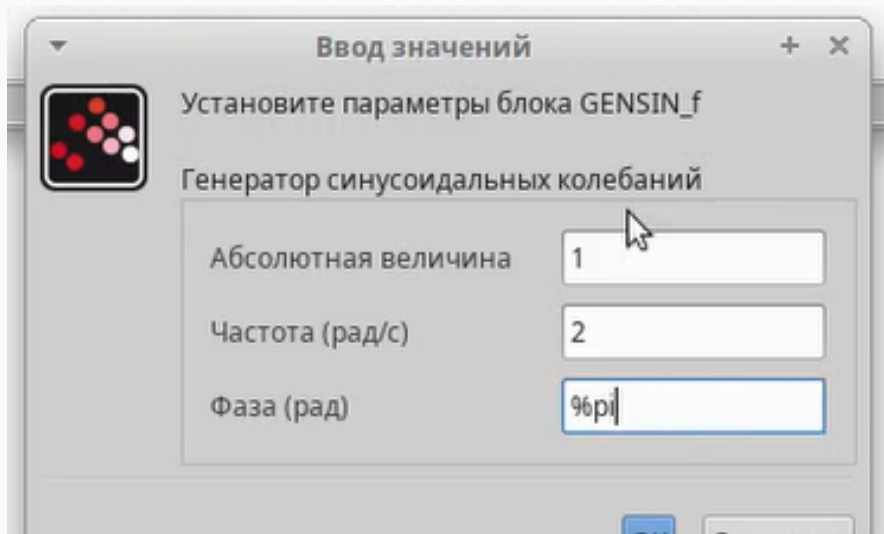 Ввод значений
Установите параметры блока GENSIN_f
Генератор синусоидальных колебаний
Абсолютная величина 1
Частота (рад/с) 2
Фаза (рад) %pi